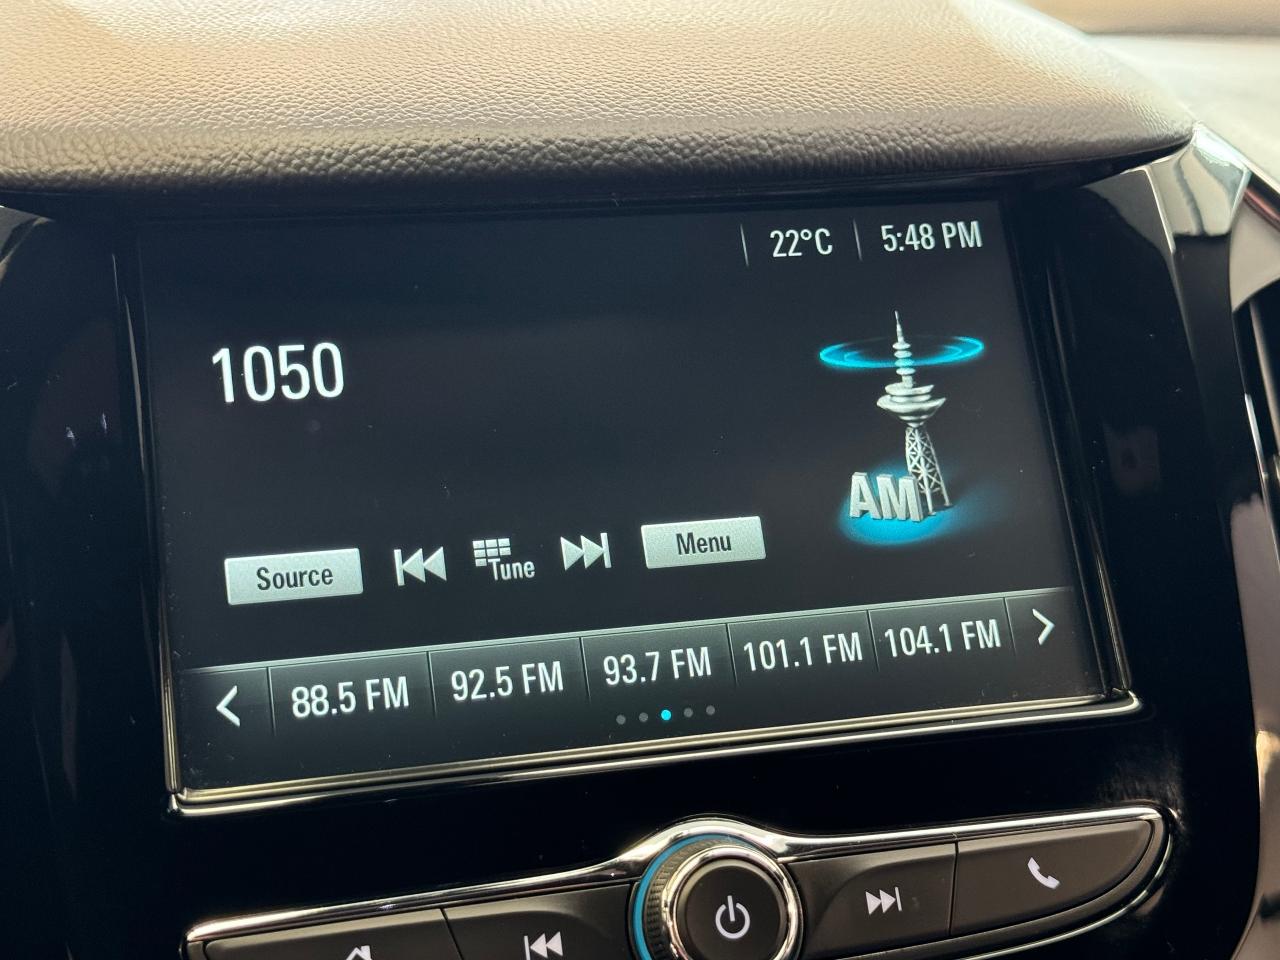 22°C 5:48 PM
1050
AM
Source Tune Menu
88.5 FM 92.5 FM 93.7 FM 101.1 FM 104.1 FM